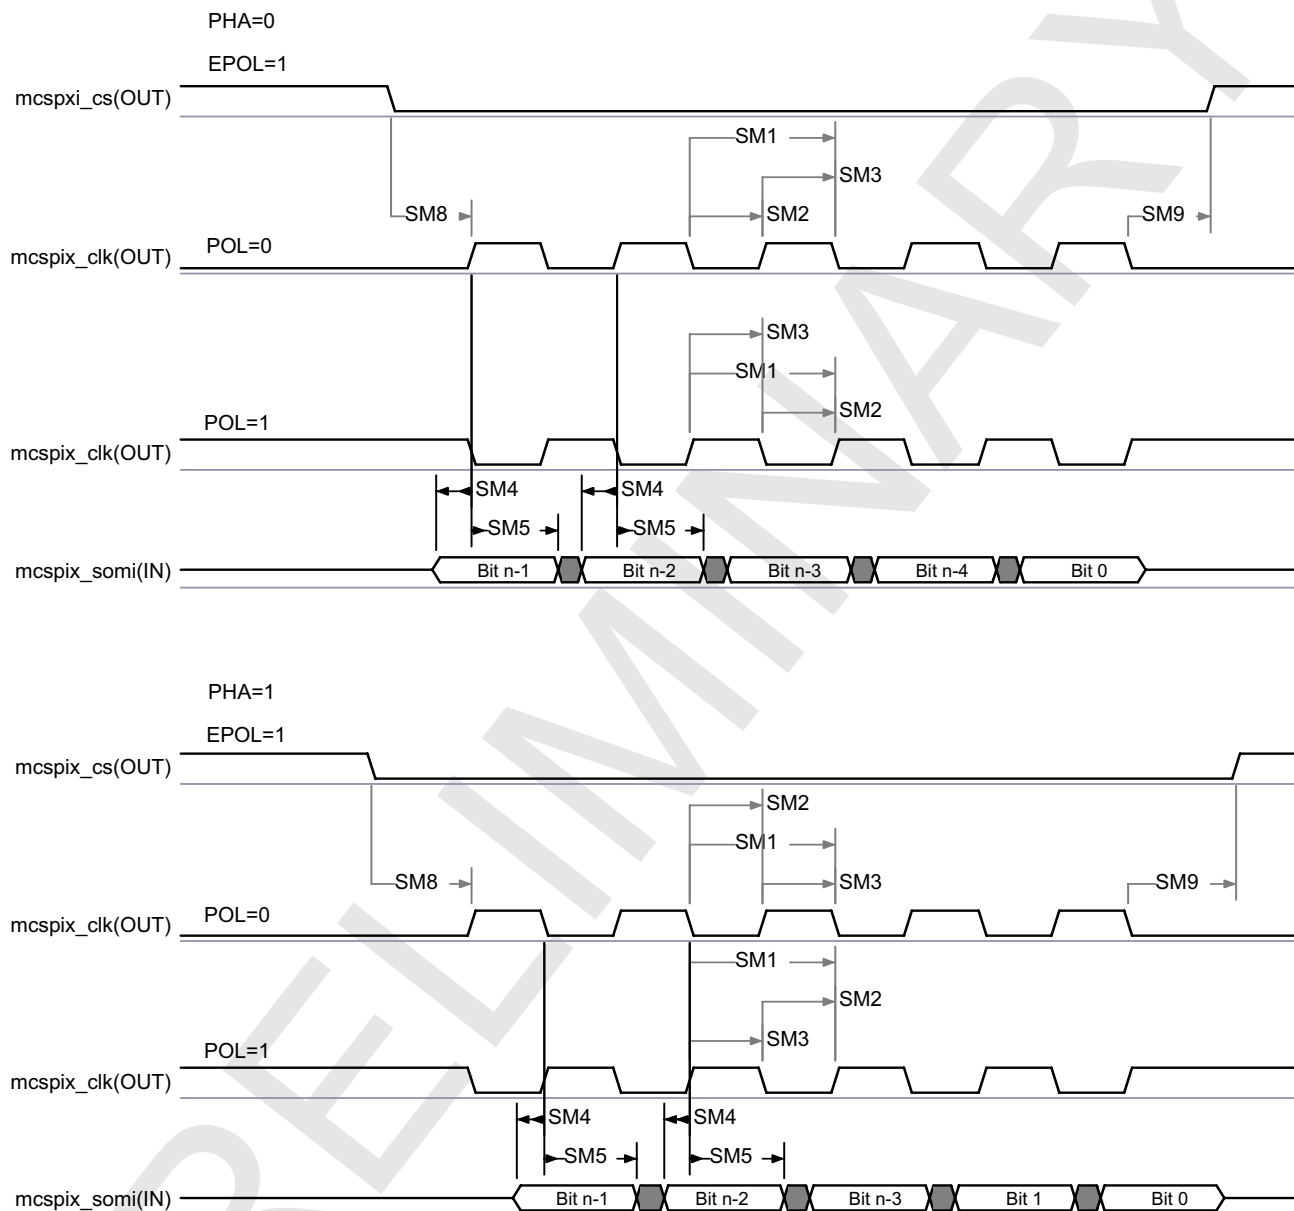 PHA=0
EPOL=1
mcspxi_cs(OUT)
SM1
SM3
SM8
SM2
SM9
POL=0
mcspix_clk(OUT)
SM3
SM1
SM2
POL=1
mcspix_clk(OUT)
SM4
SM4
SM5
SM5
mcspix_somi(IN)
Bit n-1
Bit n-2
Bit n-3
Bit n-4
Bit 0
PHA=1
EPOL=1
mcspix_cs(OUT)
SM2
SM1
SM8
SM3
SM9
POL=0
mcspix_clk(OUT)
SM1
SM2
SM3
POL=1
mcspix_clk(OUT)
SM4
SM4
SM5
SM5
mcspix_somi(IN)
Bit n-1
Bit n-2
Bit n-3
Bit 1
Bit 0
PRELIMINARY